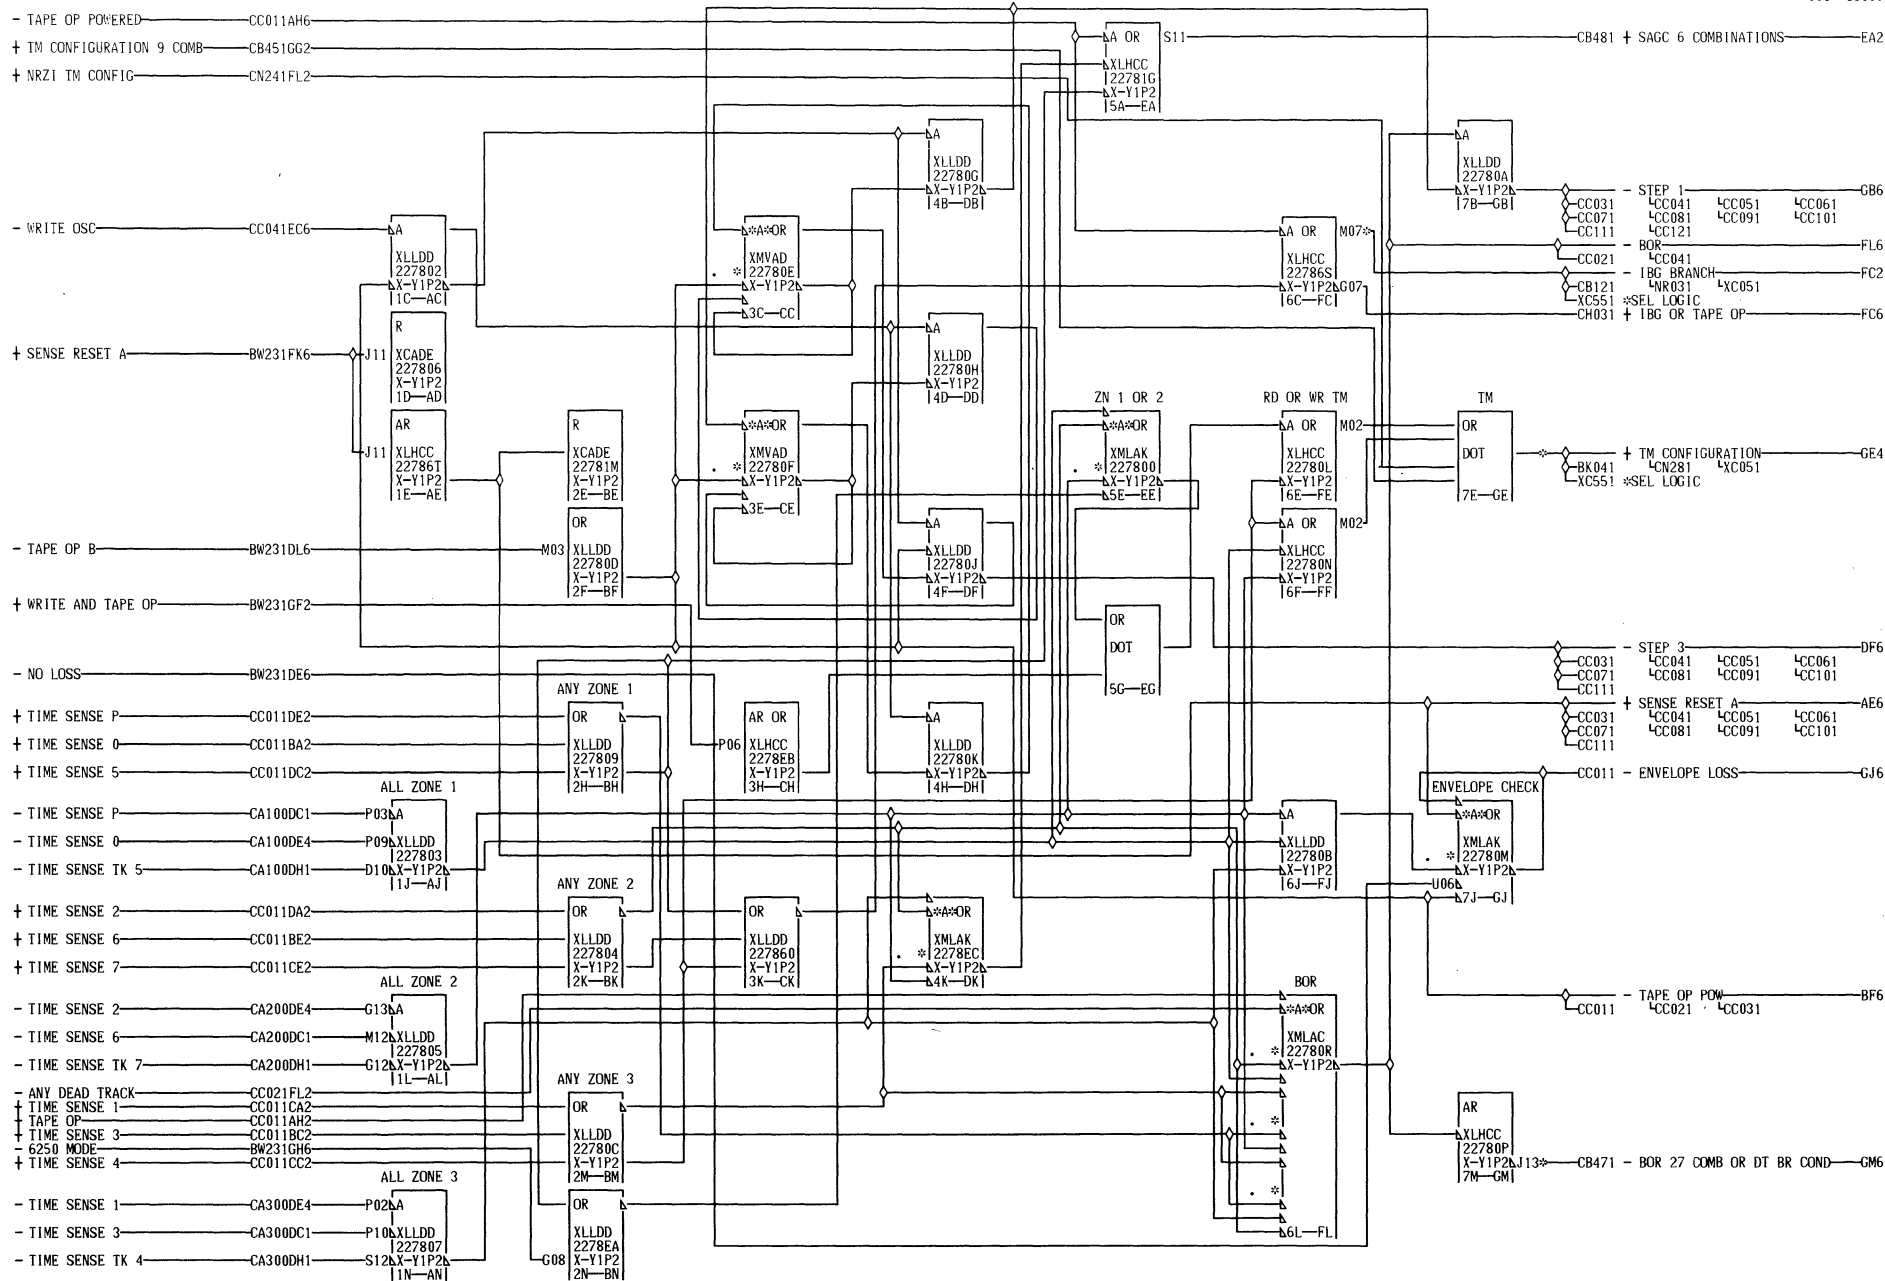 - TAPE OP POWERED CC011AH6
+ TM CONFIGURATION 9 COMB CB451GG2
+ NRZI TM CONFIG CN241FL2
A OR S11
XLHCC
22781G
X-Y1P2
5A EA
CB481 + SAGC 6 COMBINATIONS EA2
A
XLLDD
22780G
X-Y1P2
4B DB
A
XLLDD
22780A
X-Y1P2
7B GB
- STEP 1 GB6
CC031 CC041 CC051 CC061
CC071 CC081 CC091 CC101
CC111 CC121
- BOR FL6
CC021 CC041
- IBG BRANCH FC2
CB121 NR031 XC051
XC551 *SEL LOGIC
CH031 + IBG OR TAPE OP FC6
- WRITE OSC CC041EC6
A
XLLDD
227802
X-Y1P2
1C AC
*A*OR
XMVAD
* 22780E
X-Y1P2
3C CC
A OR M07*
XLHCC
22786S
X-Y1P2 G07
6C FC
+ SENSE RESET A BW231FK6 J11
R
XCADE
227806
X-Y1P2
1D AD
A
XLLDD
22780H
X-Y1P2
4D DD
J11
AR
XLHCC
22786T
X-Y1P2
1E AE
R
XCADE
22781M
X-Y1P2
2E BE
*A*OR
XMVAD
* 22780F
X-Y1P2
3E CE
ZN 1 OR 2
*A*OR
XMLAK
* 227800
X-Y1P2
5E EE
RD OR WR TM
A OR M02
XLHCC
22780L
X-Y1P2
6E FE
TM
OR
DOT
7E GE
+ TM CONFIGURATION GE4
BK041 CN281 XC051
XC551 *SEL LOGIC
- TAPE OP B BW231DL6 M03
OR
XLLDD
22780D
X-Y1P2
2F BF
A
XLLDD
22780J
X-Y1P2
4F DF
A OR M02
XLHCC
22780N
X-Y1P2
6F FF
+ WRITE AND TAPE OP BW231GF2
OR
DOT
5G EG
- STEP 3 DF6
CC031 CC041 CC051 CC061
CC071 CC081 CC091 CC101
CC111
- NO LOSS BW231DE6
+ SENSE RESET A AE6
CC031 CC041 CC051 CC061
CC071 CC081 CC091 CC101
CC111
+ TIME SENSE P CC011DE2
+ TIME SENSE 0 CC011BA2
+ TIME SENSE 5 CC011DC2
ANY ZONE 1
OR
XLLDD
227809
X-Y1P2
2H BH
AR OR
P06 XLHCC
2278EB
X-Y1P2
3H CH
A
XLLDD
22780K
X-Y1P2
4H DH
CC011 - ENVELOPE LOSS GJ6
- TIME SENSE P CA100DC1 P03
- TIME SENSE 0 CA100DE4 P09
- TIME SENSE TK 5 CA100DH1 D10
ALL ZONE 1
A
XLLDD
227803
X-Y1P2
1J AJ
A
XLLDD
22780B
X-Y1P2
6J FJ
ENVELOPE CHECK
*A*OR
XMLAK
* 22780M
X-Y1P2
U06
7J GJ
+ TIME SENSE 2 CC011DA2
+ TIME SENSE 6 CC011BE2
+ TIME SENSE 7 CC011CE2
ANY ZONE 2
OR
XLLDD
227804
X-Y1P2
2K BK
OR
XLLDD
227860
X-Y1P2
3K CK
*A*OR
XMLAK
* 2278EC
X-Y1P2
4K DK
- TAPE OP POW BF6
CC011 CC021 CC031
- TIME SENSE 2 CA200DE4 G13
- TIME SENSE 6 CA200DC1 M12
- TIME SENSE TK 7 CA200DH1 G12
ALL ZONE 2
A
XLLDD
227805
X-Y1P2
1L AL
BOR
*A*OR
XMLAC
* 22780R
X-Y1P2
*
*
6L FL
- ANY DEAD TRACK CC021FL2
+ TIME SENSE 1 CC011CA2
+ TAPE OP CC011AH2
+ TIME SENSE 3 CC011BC2
- 6250 MODE BW231GH6
+ TIME SENSE 4 CC011CC2
ANY ZONE 3
OR
XLLDD
22780C
X-Y1P2
2M BM
AR
XLHCC
22780P
X-Y1P2 J13*
7M GM
CB471 - BOR 27 COMB OR DT BR COND GM6
- TIME SENSE 1 CA300DE4 P02
- TIME SENSE 3 CA300DC1 P10
- TIME SENSE TK 4 CA300DH1 S12
ALL ZONE 3
A
XLLDD
227807
X-Y1P2
1N AN
OR
XLLDD
2278EA
G08 X-Y1P2
2N BN